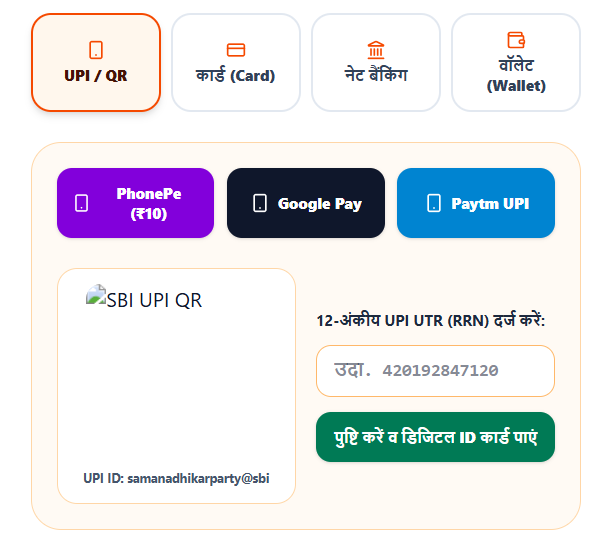 UPI / QR
कार्ड (Card)
नेट बैंकिंग
वॉलेट
(Wallet)
PhonePe
(₹10)
Google Pay
Paytm UPI
SBI UPI QR
UPI ID: samanadhikarparty@sbi
12-अंकीय UPI UTR (RRN) दर्ज करें:
उदा. 420192847120
पुष्टि करें व डिजिटल ID कार्ड पाएं